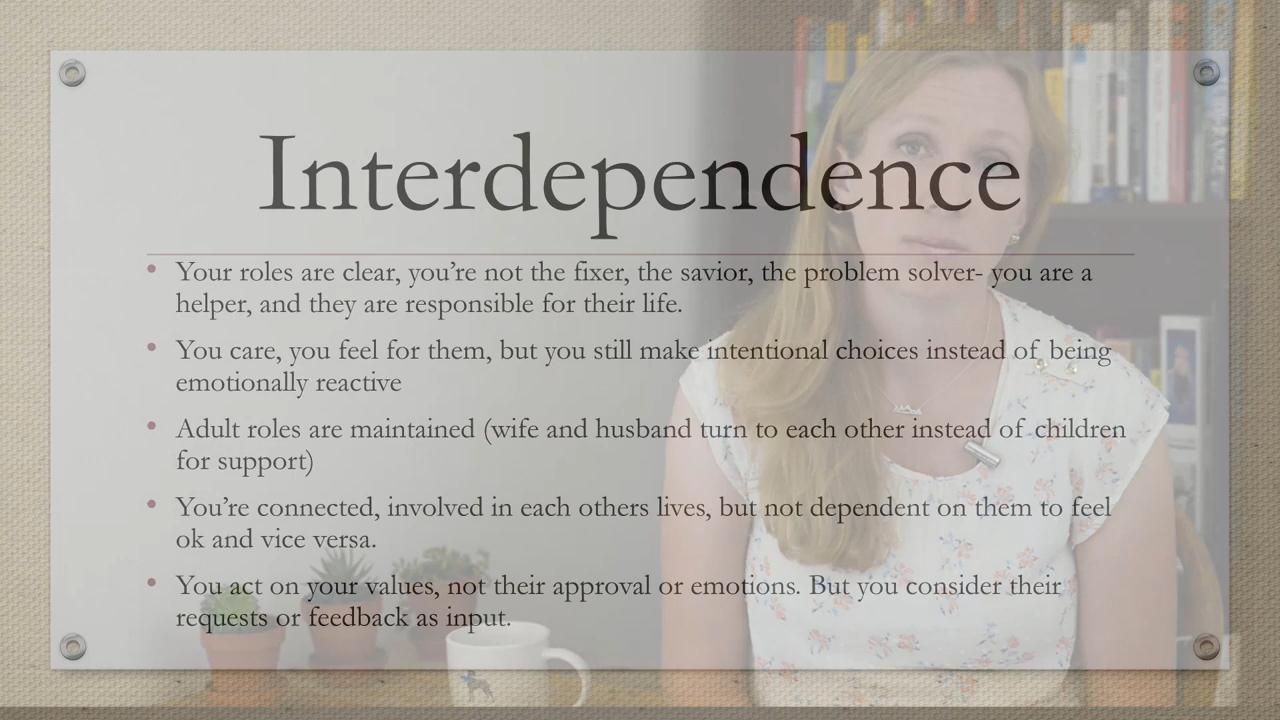 Interdependence
• Your roles are clear, you’re not the fixer, the savior, the problem solver- you are a
helper, and they are responsible for their life.
• You care, you feel for them, but you still make intentional choices instead of being
emotionally reactive
• Adult roles are maintained (wife and husband turn to each other instead of children
for support)
• You’re connected, involved in each others lives, but not dependent on them to feel
ok and vice versa.
• You act on your values, not their approval or emotions. But you consider their
requests or feedback as input.